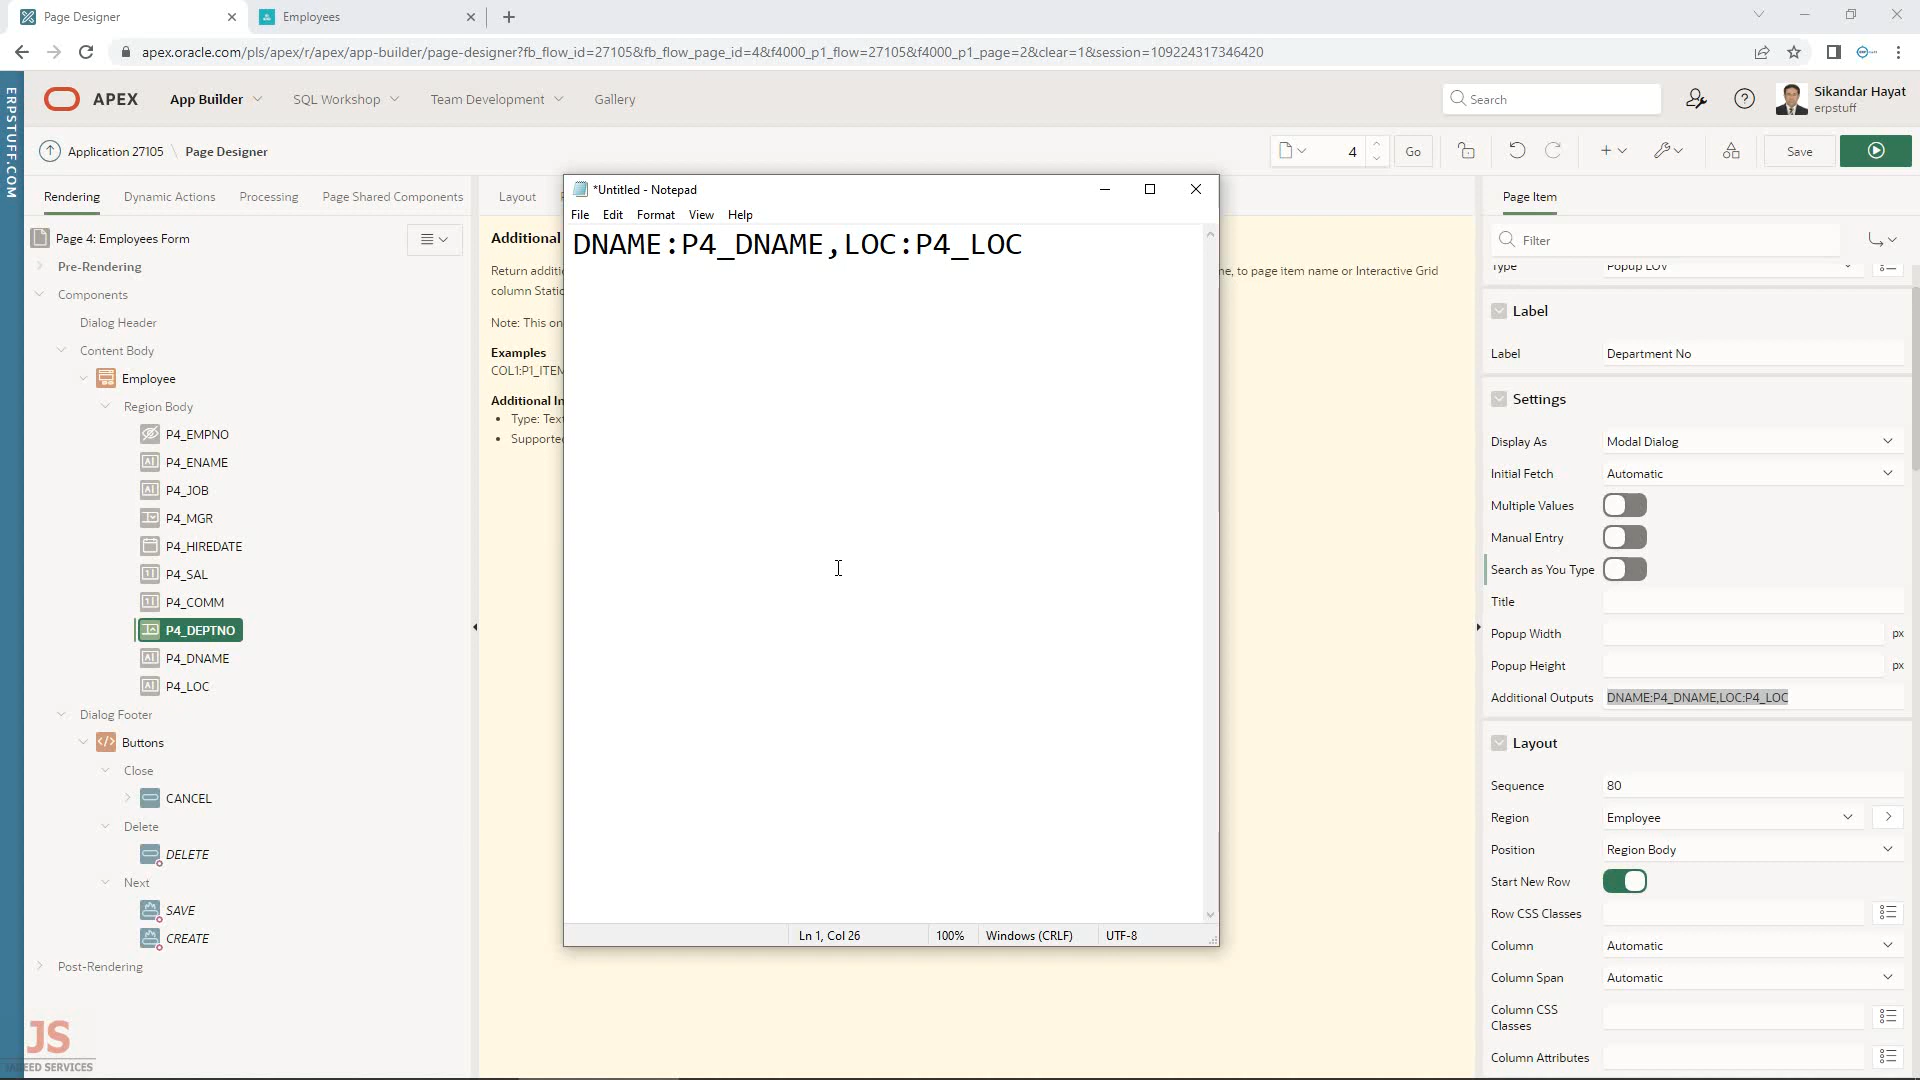 Page Designer
Employees
apex.oracle.com/pls/apex/r/apex/app-builder/page-designer?fb_flow_id=27105&fb_flow_page_id=4&f4000_p1_flow=27105&f4000_p1_page=2&clear=1&session=109224317346420
ERPSTUFF.COM
APEX
App Builder
SQL Workshop
Team Development
Gallery
Search
Sikandar Hayat
erpstuff
Application 27105 \ Page Designer
4
Go
Save
Rendering
Dynamic Actions
Processing
Page Shared Components
Layout
Page Item
Page 4: Employees Form
Pre-Rendering
Components
Dialog Header
Content Body
Employee
Region Body
P4_EMPNO
P4_ENAME
P4_JOB
P4_MGR
P4_HIREDATE
P4_SAL
P4_COMM
P4_DEPTNO
P4_DNAME
P4_LOC
Dialog Footer
Buttons
Close
CANCEL
Delete
DELETE
Next
SAVE
CREATE
Post-Rendering
JS
Additional
Return additi
column Static
Note: This on
Examples
COL1:P1_ITEM
Additional In
Type: Text
Supported
me, to page item name or Interactive Grid
*Untitled - Notepad
File Edit Format View Help
DNAME:P4_DNAME,LOC:P4_LOC
Ln 1, Col 26
100%
Windows (CRLF)
UTF-8
Filter
Type
Popup LOV
Label
Label
Department No
Settings
Display As
Modal Dialog
Initial Fetch
Automatic
Multiple Values
Manual Entry
Search as You Type
Title
Popup Width
px
Popup Height
px
Additional Outputs
DNAME:P4_DNAME,LOC:P4_LOC
Layout
Sequence
80
Region
Employee
Position
Region Body
Start New Row
Row CSS Classes
Column
Automatic
Column Span
Automatic
Column CSS
Classes
Column Attributes